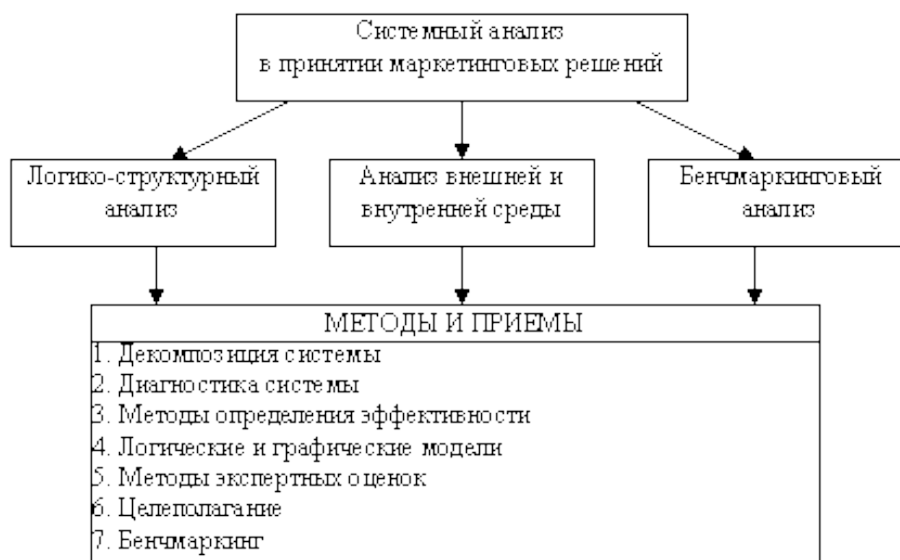 Системный анализ
в принятии маркетинговых решений
Логико-структурный
анализ
Анализ внешней и
внутренней среды
Бенчмаркинговый
анализ
МЕТОДЫ И ПРИЕМЫ
1. Декомпозиция системы
2. Диагностика системы
3. Методы определения эффективности
4. Логические и графические модели
5. Методы экспертных оценок
6. Целеполагание
7. Бенчмаркинг